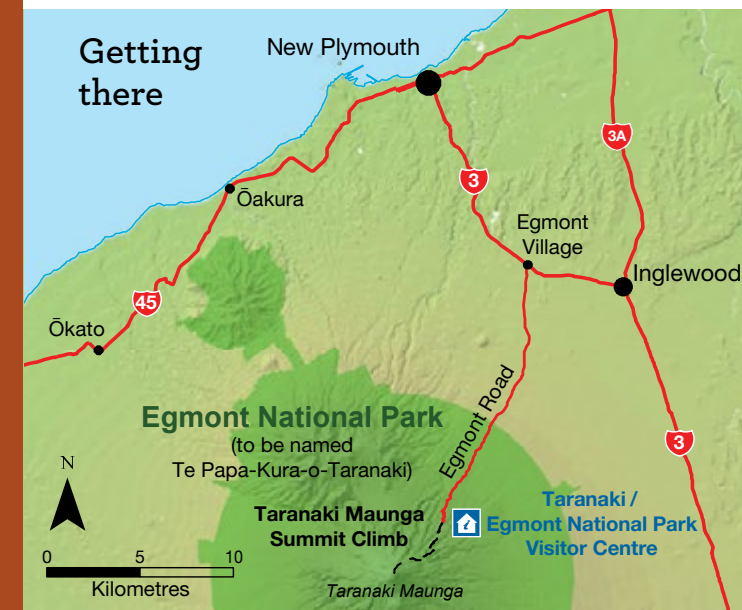 Getting
there
New Plymouth
3A
3
Ōakura
Egmont
Village
Inglewood
45
Ōkato
Egmont Road
Egmont National Park
(to be named
Te Papa-Kura-o-Taranaki)
3
N
Taranaki Maunga
Summit Climb
Taranaki /
Egmont National Park
Visitor Centre
0 5 10
Kilometres
Taranaki Maunga